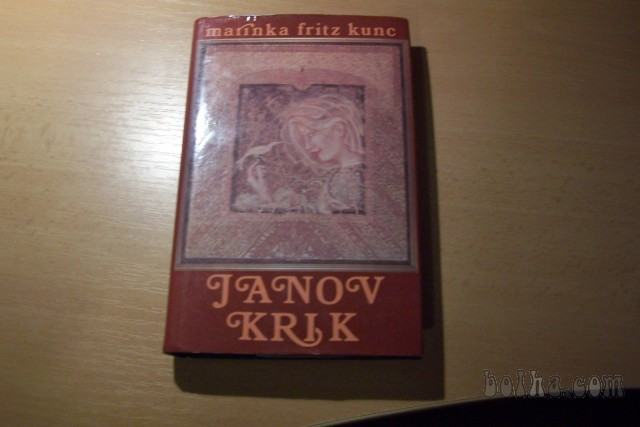 marinka fritz kunc
JANOV
KRIK
bolha.com